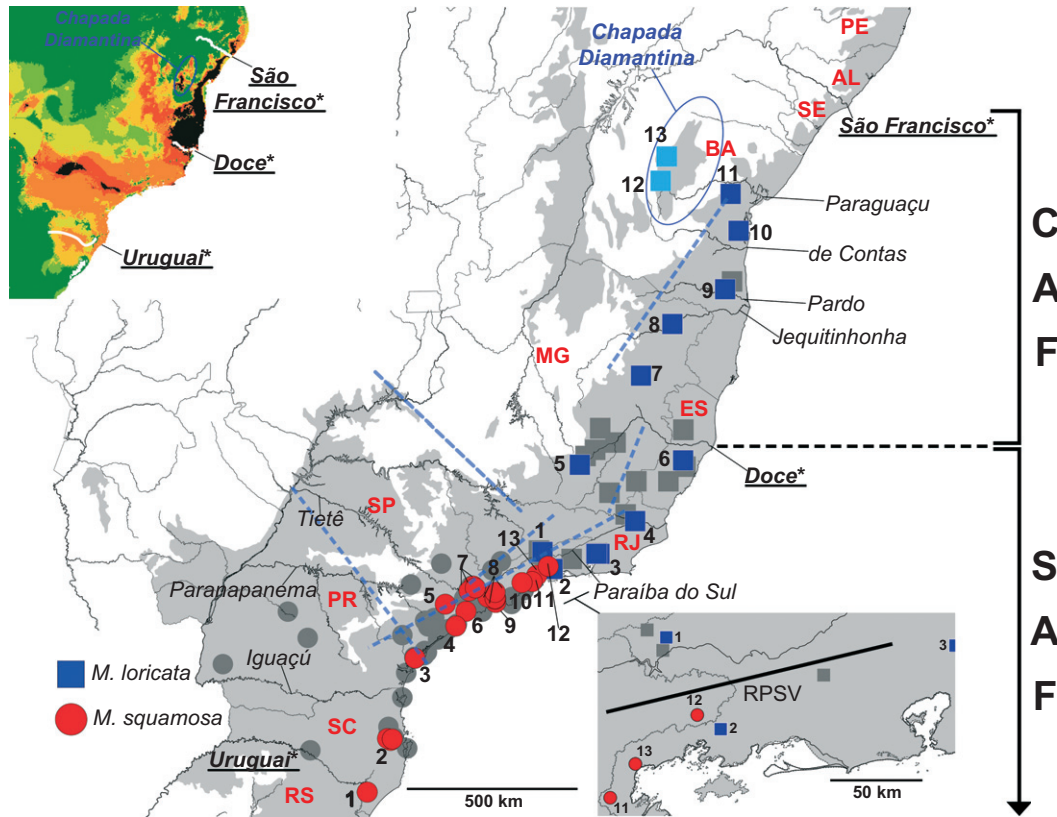 Chapada
Diamantina
São
Francisco*
Doce*
Uruguai*
Chapada
Diamantina
PE
AL
SE
São Francisco*
BA
13
12
11
Paraguaçu
10
de Contas
9
Pardo
8
Jequitinhonha
MG
7
ES
5
6
Doce*
C
A
F
SP
Tietê
13
1
4
RJ
7
8
3
2
Paranapanema
PR
5
10
11
Paraíba do Sul
6
9
12
4
Iguaçú
3
M. loricata
M. squamosa
SC
2
Uruguai*
RS
1
500 km
1
3
RPSV
12
2
13
11
50 km
S
A
F